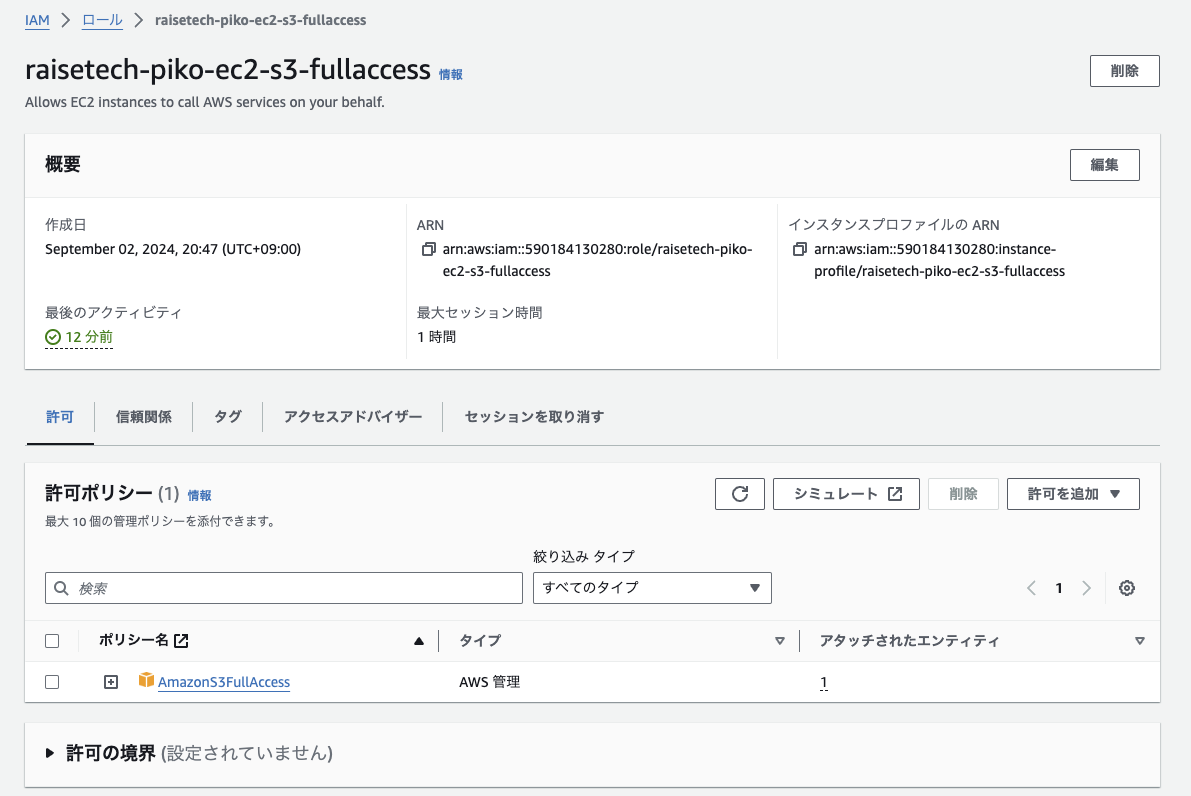 IAM > ロール > raisetech-piko-ec2-s3-fullaccess
raisetech-piko-ec2-s3-fullaccess 情報
削除
Allows EC2 instances to call AWS services on your behalf.
概要
編集
作成日
September 02, 2024, 20:47 (UTC+09:00)
ARN
arn:aws:iam::590184130280:role/raisetech-piko-
ec2-s3-fullaccess
インスタンスプロファイルの ARN
arn:aws:iam::590184130280:instance-
profile/raisetech-piko-ec2-s3-fullaccess
最後のアクティビティ
12 分前
最大セッション時間
1 時間
許可 信頼関係 タグ アクセスアドバイザー セッションを取り消す
許可ポリシー (1) 情報
シミュレート 削除 許可を追加
最大 10 個の管理ポリシーを添付できます。
絞り込み タイプ
検索 すべてのタイプ 1
ポリシー名 タイプ アタッチされたエンティティ
AmazonS3FullAccess AWS 管理 1
許可の境界 (設定されていません)